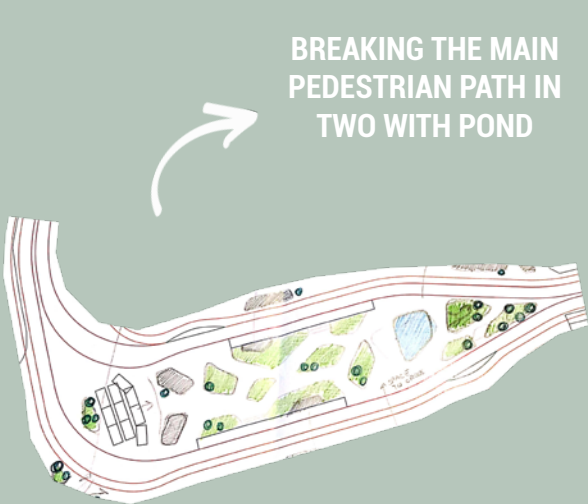 BREAKING THE MAIN
PEDESTRIAN PATH IN
TWO WITH POND